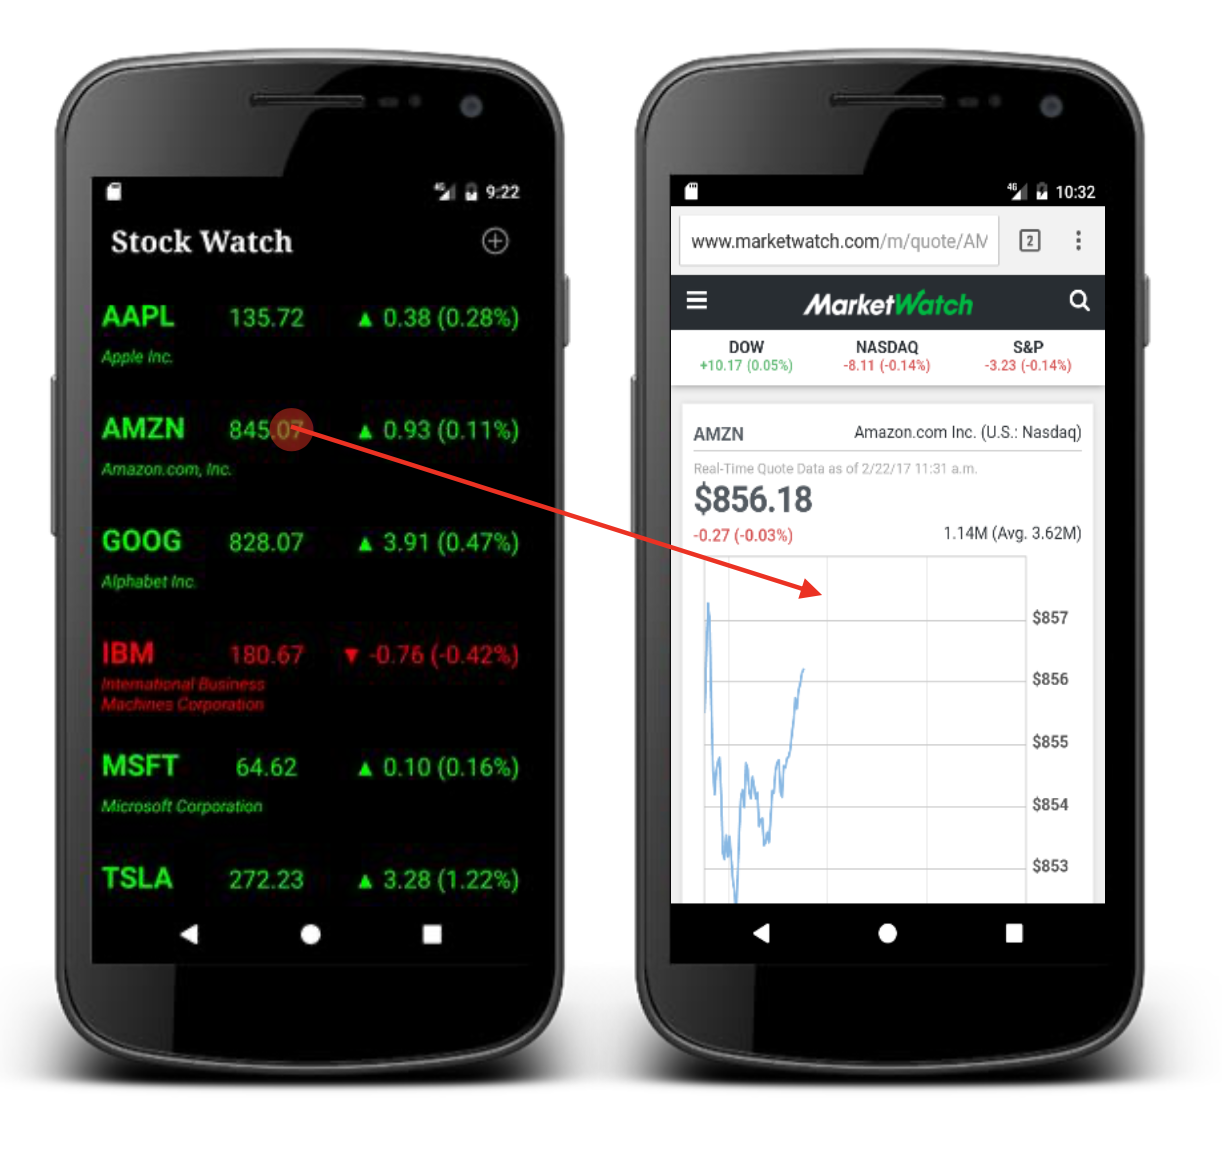 4G 9:22
Stock Watch
AAPL 135.72 ▲ 0.38 (0.28%)
Apple Inc.
AMZN 845.07 ▲ 0.93 (0.11%)
Amazon.com, Inc.
GOOG 828.07 ▲ 3.91 (0.47%)
Alphabet Inc.
IBM 180.67 ▼ -0.76 (-0.42%)
International Business
Machines Corporation
MSFT 64.62 ▲ 0.10 (0.16%)
Microsoft Corporation
TSLA 272.23 ▲ 3.28 (1.22%)
4G 10:32
www.marketwatch.com/m/quote/AM
2
MarketWatch
DOW NASDAQ S&P
+10.17 (0.05%) -8.11 (-0.14%) -3.23 (-0.14%)
AMZN Amazon.com Inc. (U.S.: Nasdaq)
Real-Time Quote Data as of 2/22/17 11:31 a.m.
$856.18
-0.27 (-0.03%) 1.14M (Avg. 3.62M)
$857
$856
$855
$854
$853